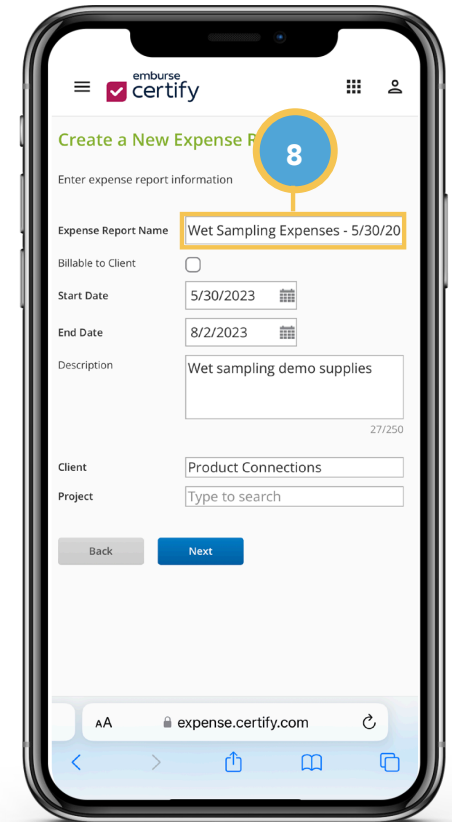 emburse
certify
Create a New Expense R
8
Enter expense report information
Expense Report Name
Wet Sampling Expenses - 5/30/20
Billable to Client
Start Date
5/30/2023
End Date
8/2/2023
Description
Wet sampling demo supplies
27/250
Client
Product Connections
Project
Type to search
Back
Next
AA
expense.certify.com